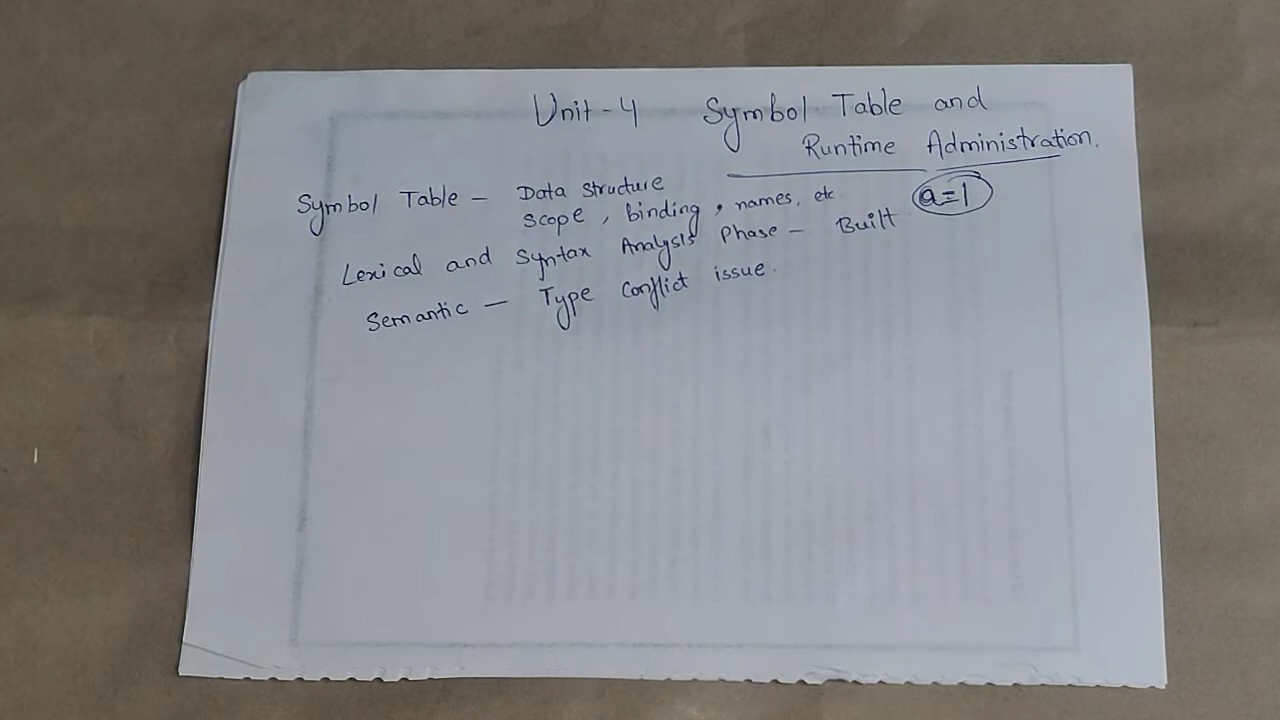 Unit - 4 Symbol Table and
Runtime Administration.
Symbol Table - Data Structure
scope, binding, names, etc
a=1
Lexical and Syntax Analysis Phase - Built
Semantic - Type Conflict issue.